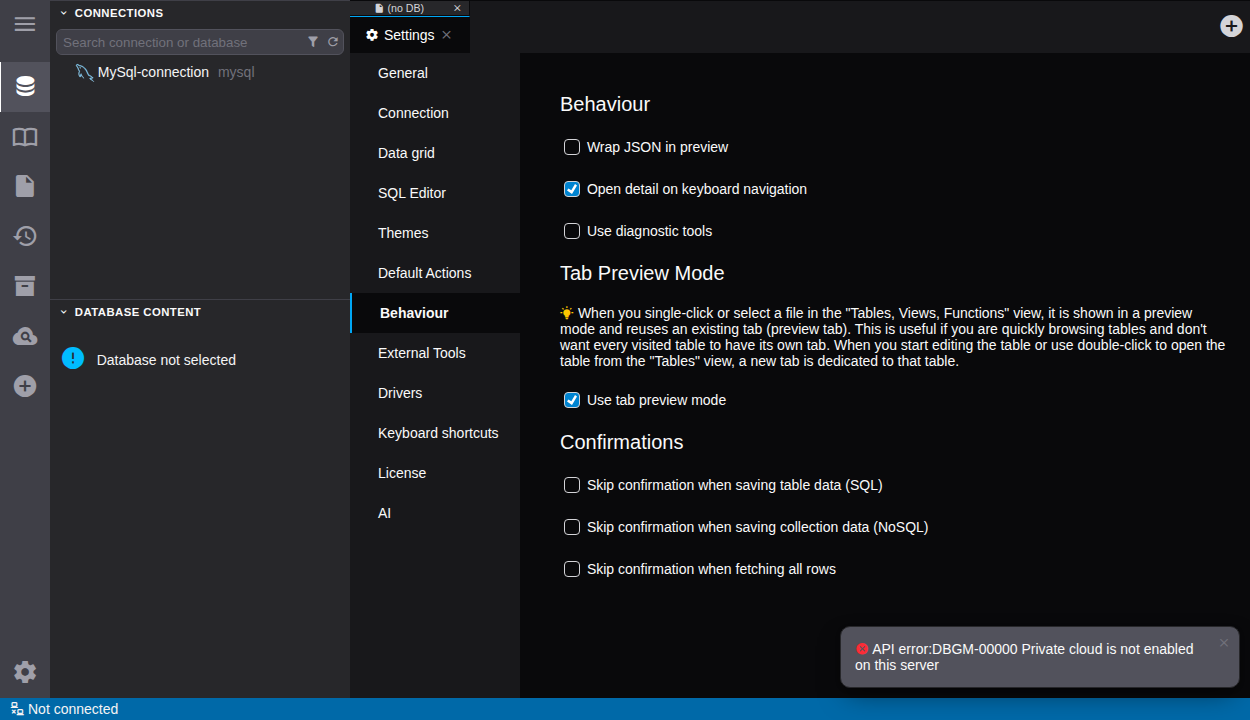 CONNECTIONS
Search connection or database
MySql-connection mysql
DATABASE CONTENT
Database not selected
(no DB)
Settings
General
Connection
Data grid
SQL Editor
Themes
Default Actions
Behaviour
External Tools
Drivers
Keyboard shortcuts
License
AI
Behaviour
Wrap JSON in preview
Open detail on keyboard navigation
Use diagnostic tools
Tab Preview Mode
When you single-click or select a file in the "Tables, Views, Functions" view, it is shown in a preview
mode and reuses an existing tab (preview tab). This is useful if you are quickly browsing tables and don't
want every visited table to have its own tab. When you start editing the table or use double-click to open the
table from the "Tables" view, a new tab is dedicated to that table.
Use tab preview mode
Confirmations
Skip confirmation when saving table data (SQL)
Skip confirmation when saving collection data (NoSQL)
Skip confirmation when fetching all rows
API error:DBGM-00000 Private cloud is not enabled
on this server
Not connected